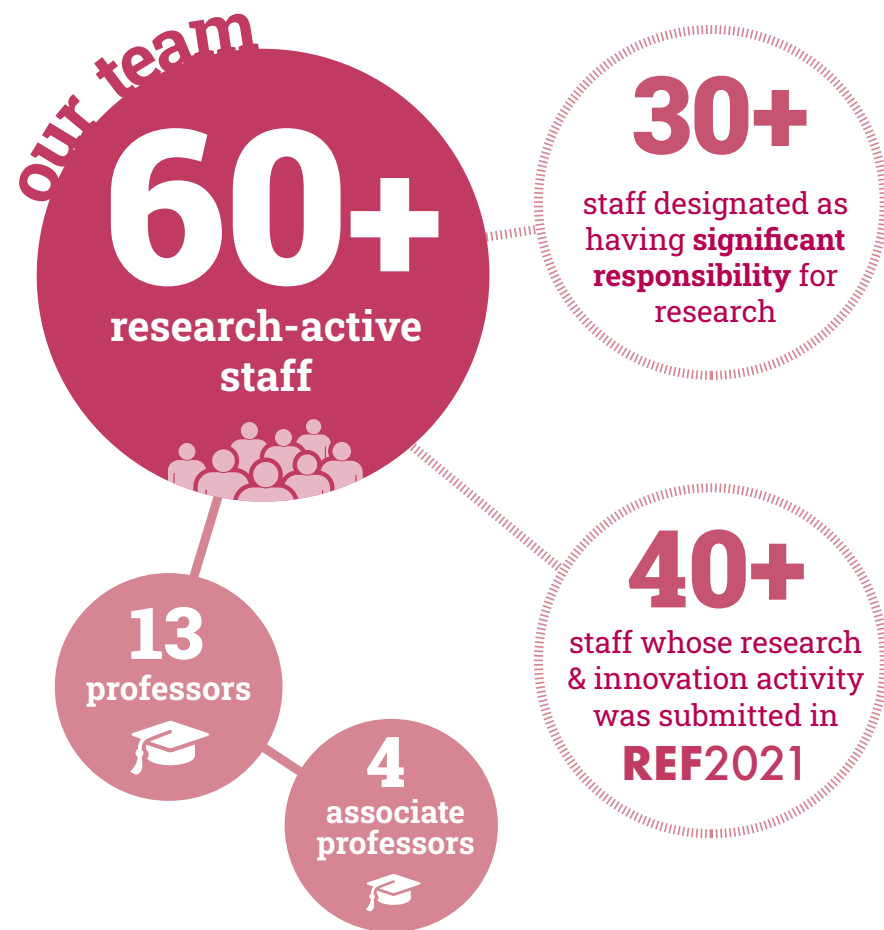 our team
60+
research-active
staff
30+
staff designated as
having significant
responsibility for
research
40+
staff whose research
& innovation activity
was submitted in
REF2021
13
professors
4
associate
professors